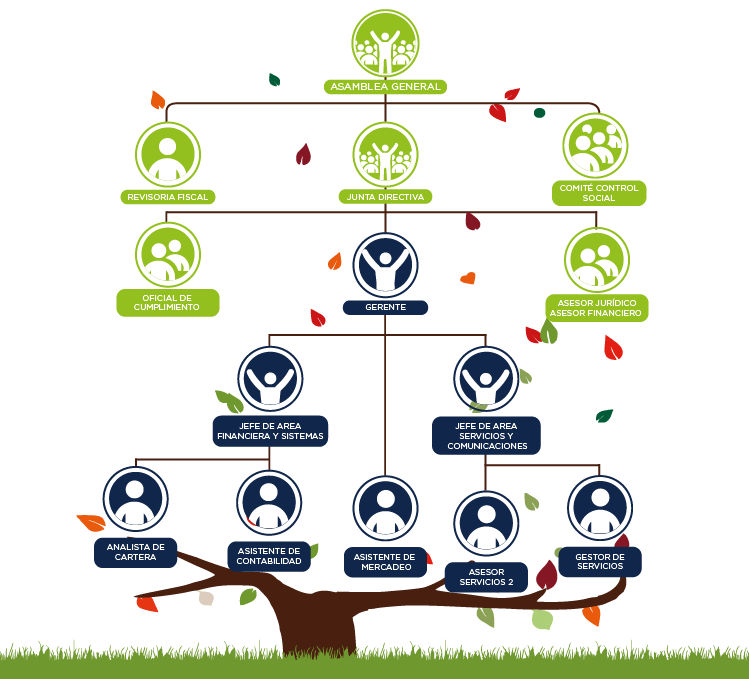 ASAMBLEA GENERAL
REVISORIA FISCAL
JUNTA DIRECTIVA
COMITÉ CONTROL
SOCIAL
OFICIAL DE
CUMPLIMIENTO
GERENTE
ASESOR JURÍDICO
ASESOR FINANCIERO
JEFE DE AREA
FINANCIERA Y SISTEMAS
JEFE DE AREA
SERVICIOS Y
COMUNICACIONES
ANALISTA DE
CARTERA
ASISTENTE DE
CONTABILIDAD
ASISTENTE DE
MERCADEO
ASESOR
SERVICIOS 2
GESTOR DE
SERVICIOS